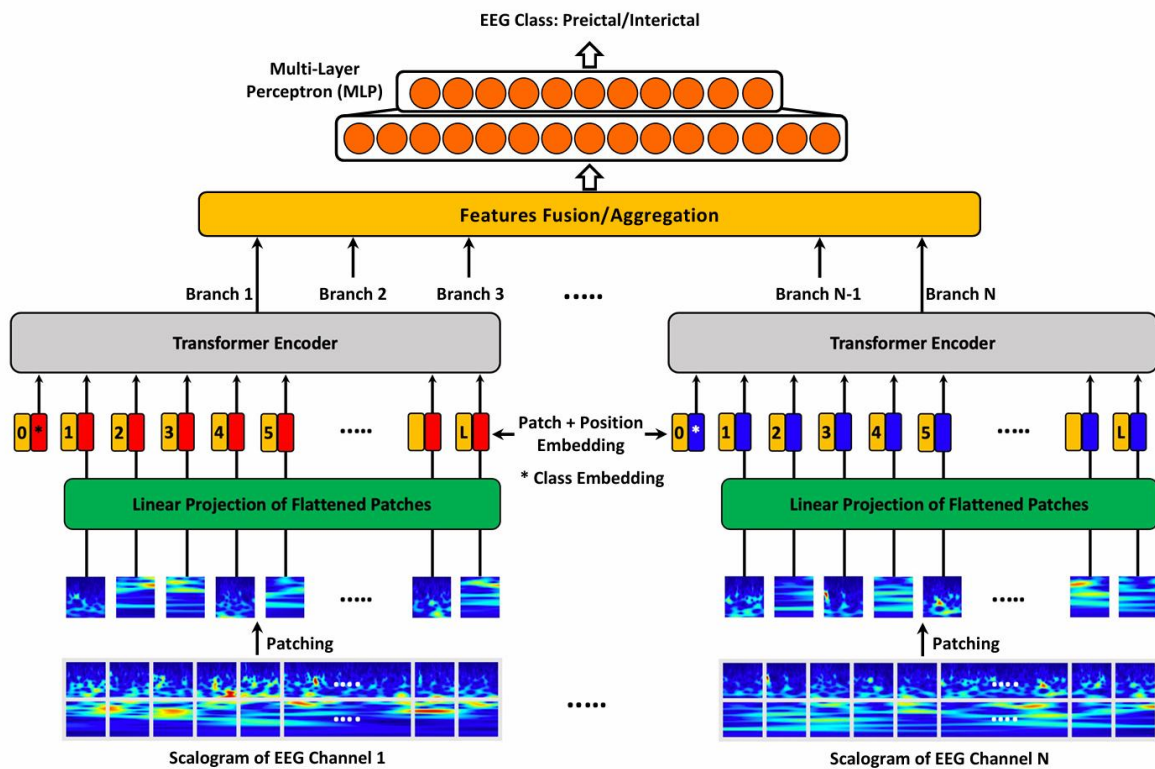 EEG Class: Preictal/Interictal
Multi-Layer
Perceptron (MLP)
Features Fusion/Aggregation
Branch 1
Branch 2
Branch 3
.....
Branch N-1
Branch N
Transformer Encoder
Transformer Encoder
0 * 1 2 3 4 5 ..... L
Patch + Position
Embedding
0 * 1 2 3 4 5 ..... L
* Class Embedding
Linear Projection of Flattened Patches
Linear Projection of Flattened Patches
.....
.....
Patching
Patching
....
....
.....
....
....
Scalogram of EEG Channel 1
Scalogram of EEG Channel N